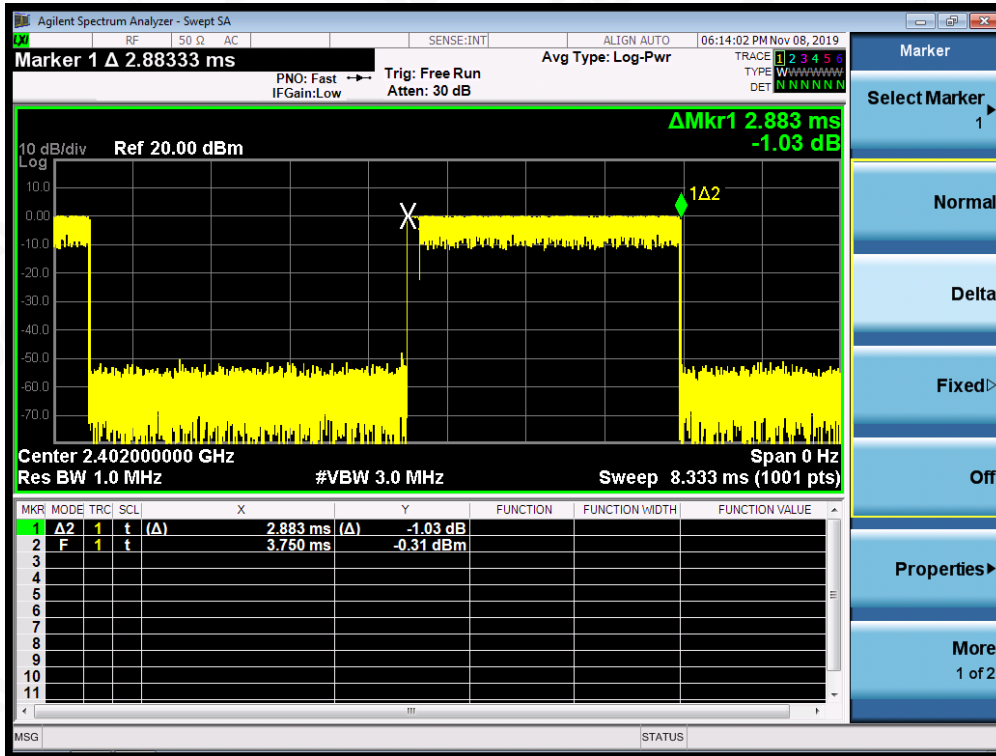 Agilent Spectrum Analyzer - Swept SA
LXI RF 50 Ω AC SENSE:INT ALIGN AUTO 06:14:02 PM Nov 08, 2019
Marker 1 Δ 2.88333 ms
PNO: Fast
IFGain:Low
Trig: Free Run
Atten: 30 dB
Avg Type: Log-Pwr
TRACE 1 2 3 4 5 6
TYPE WWWWWW
DET N N N N N N
ΔMkr1 2.883 ms
-1.03 dB
10 dB/div Ref 20.00 dBm
Log
10.0
0.00
-10.0
-20.0
-30.0
-40.0
-50.0
-60.0
-70.0
1Δ2
Center 2.402000000 GHz Span 0 Hz
Res BW 1.0 MHz #VBW 3.0 MHz Sweep 8.333 ms (1001 pts)
MKR MODE TRC SCL X Y FUNCTION FUNCTION WIDTH FUNCTION VALUE
1 Δ2 1 t (Δ) 2.883 ms (Δ) -1.03 dB
2 F 1 t 3.750 ms -0.31 dBm
3
4
5
6
7
8
9
10
11
MSG STATUS
Marker
Select Marker
1
Normal
Delta
Fixed
Off
Properties
More
1 of 2